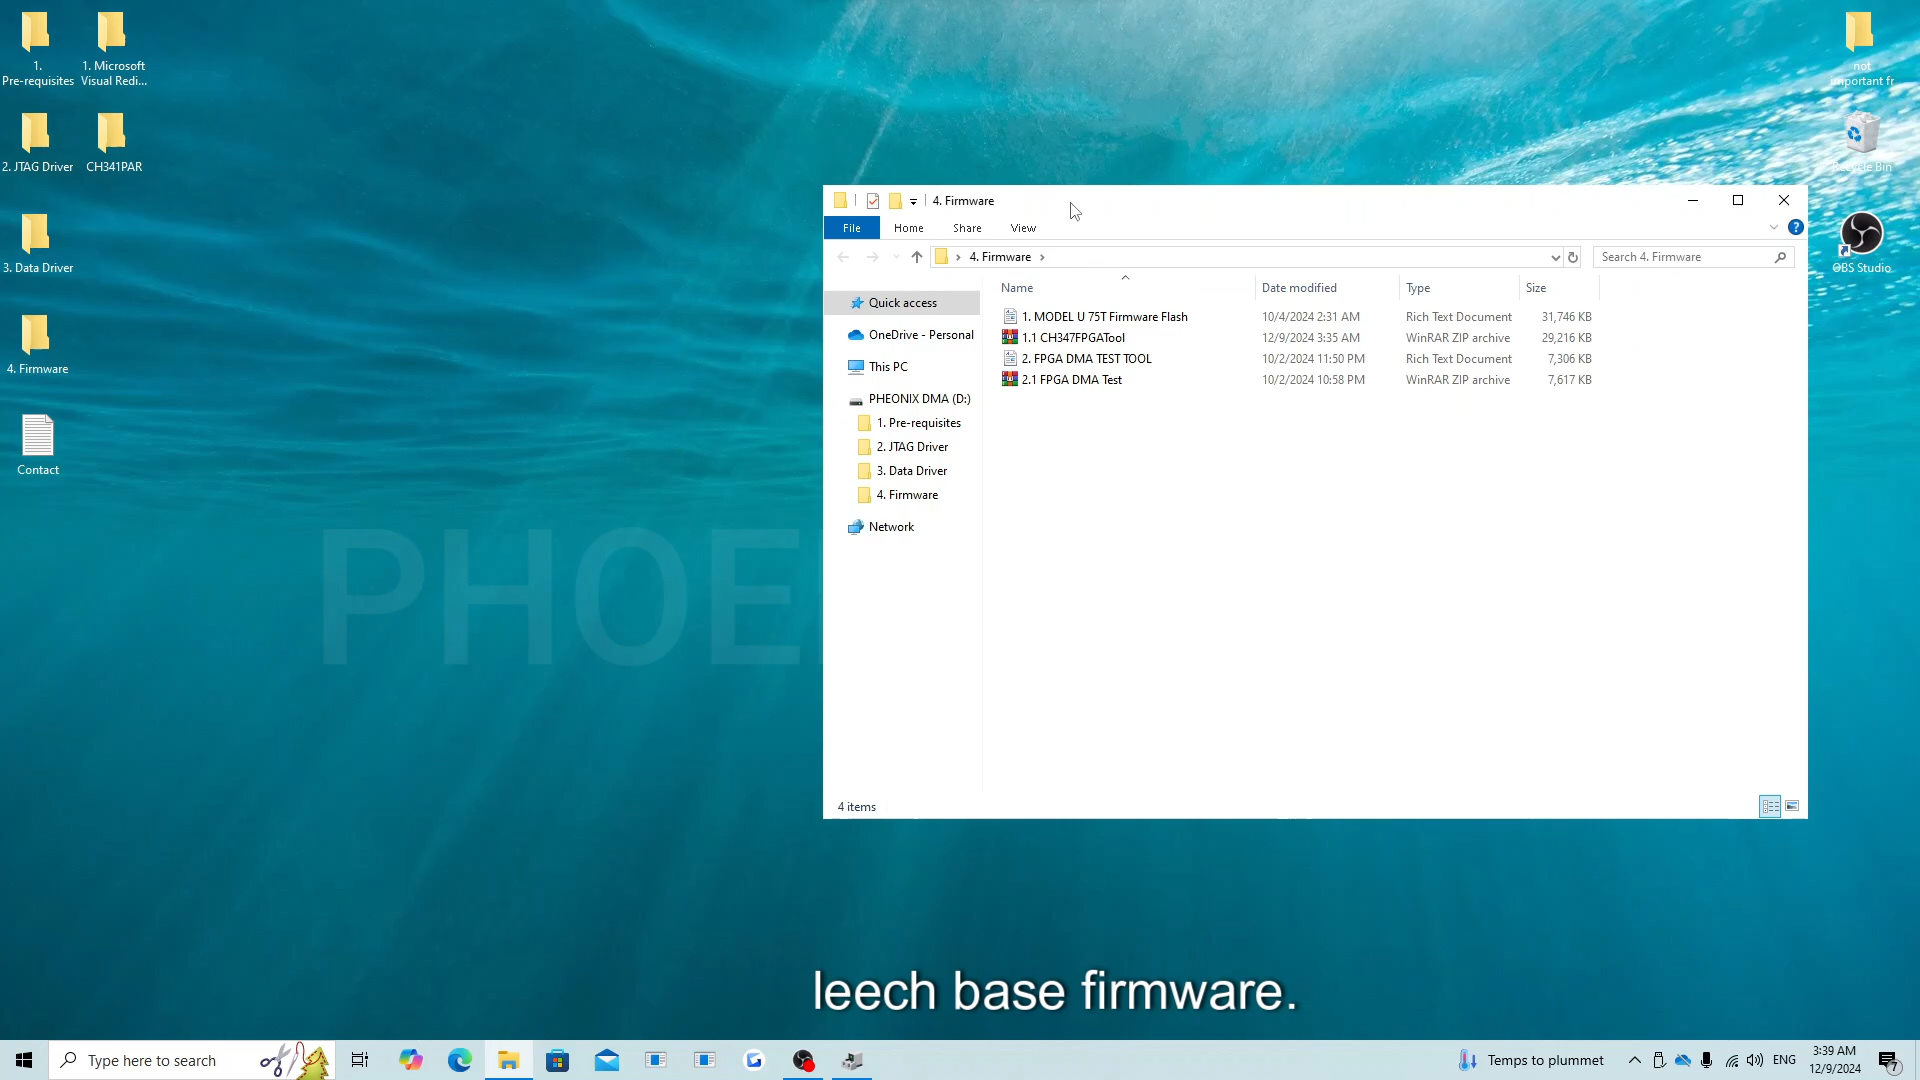 1.
Pre-requisites
1. Microsoft
Visual Redi...
2. JTAG Driver
CH341PAR
3. Data Driver
4. Firmware
Contact
not
important fr
Recycle Bin
OBS Studio
4. Firmware
File
Home
Share
View
?
4. Firmware
Search 4. Firmware
Quick access
OneDrive - Personal
This PC
PHEONIX DMA (D:)
1. Pre-requisites
2. JTAG Driver
3. Data Driver
4. Firmware
Network
Name Date modified Type Size
1. MODEL U 75T Firmware Flash 10/4/2024 2:31 AM Rich Text Document 31,746 KB
1.1 CH347FPGATool 12/9/2024 3:35 AM WinRAR ZIP archive 29,216 KB
2. FPGA DMA TEST TOOL 10/2/2024 11:50 PM Rich Text Document 7,306 KB
2.1 FPGA DMA Test 10/2/2024 10:58 PM WinRAR ZIP archive 7,617 KB
4 items
PHOE
leech base firmware.
Type here to search
Temps to plummet
ENG
3:39 AM
12/9/2024
7